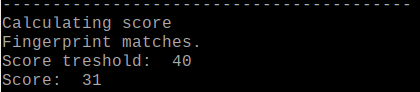 -----------------------------------------
Calculating score
Fingerprint matches.
Score treshold:  40
Score:  31